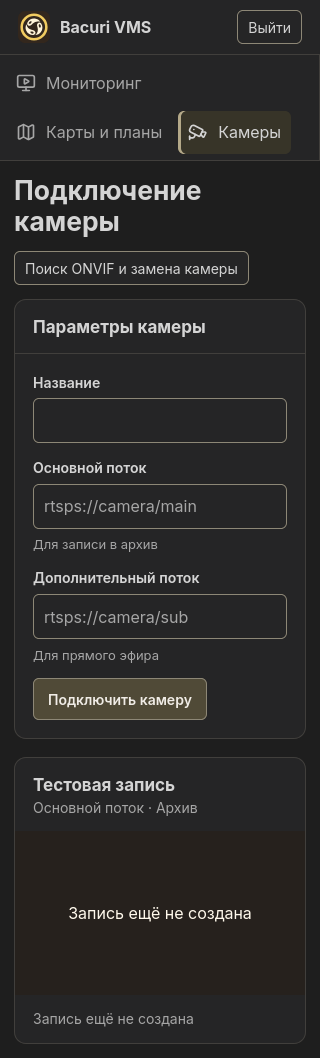 Bacuri VMS
Выйти
Мониторинг
Карты и планы
Камеры
Подключение
камеры
Поиск ONVIF и замена камеры
Параметры камеры
Название
Основной поток
rtsps://camera/main
Для записи в архив
Дополнительный поток
rtsps://camera/sub
Для прямого эфира
Подключить камеру
Тестовая запись
Основной поток · Архив
Запись ещё не создана
Запись ещё не создана